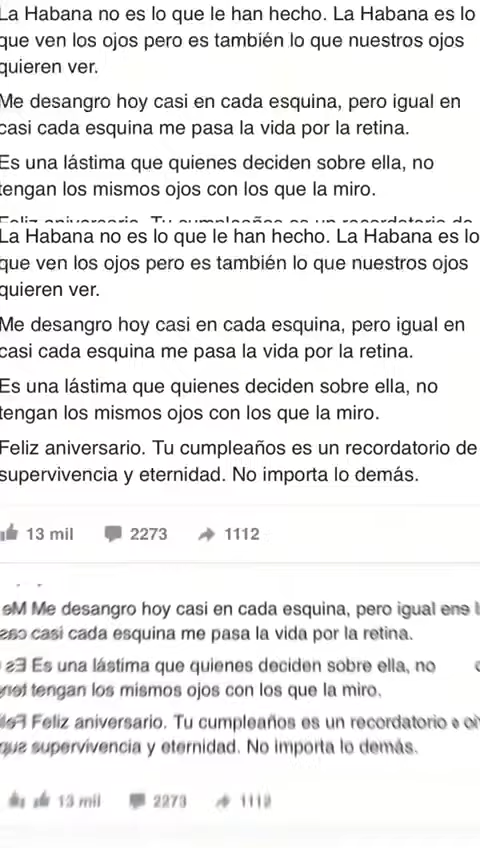 La Habana no es lo que le han hecho. La Habana es lo
que ven los ojos pero es también lo que nuestros ojos
quieren ver.
Me desangro hoy casi en cada esquina, pero igual en
casi cada esquina me pasa la vida por la retina.
Es una lástima que quienes deciden sobre ella, no
tengan los mismos ojos con los que la miro.
Feliz aniversario. Tu cumpleaños es un recordatorio de
La Habana no es lo que le han hecho. La Habana es lo
que ven los ojos pero es también lo que nuestros ojos
quieren ver.
Me desangro hoy casi en cada esquina, pero igual en
casi cada esquina me pasa la vida por la retina.
Es una lástima que quienes deciden sobre ella, no
tengan los mismos ojos con los que la miro.
Feliz aniversario. Tu cumpleaños es un recordatorio de
supervivencia y eternidad. No importa lo demás.
13 mil 2273 1112
Me desangro hoy casi en cada esquina, pero igual en
casi cada esquina me pasa la vida por la retina.
Es una lástima que quienes deciden sobre ella, no
tengan los mismos ojos con los que la miro.
Feliz aniversario. Tu cumpleaños es un recordatorio
supervivencia y eternidad. No importa lo demás.
13 mil 2273 1112